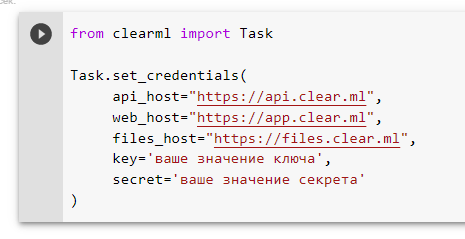 from clearml import Task
Task.set_credentials(
api_host="https://api.clear.ml",
web_host="https://app.clear.ml",
files_host="https://files.clear.ml",
key='ваше значение ключа',
secret='ваше значение секрета'
)